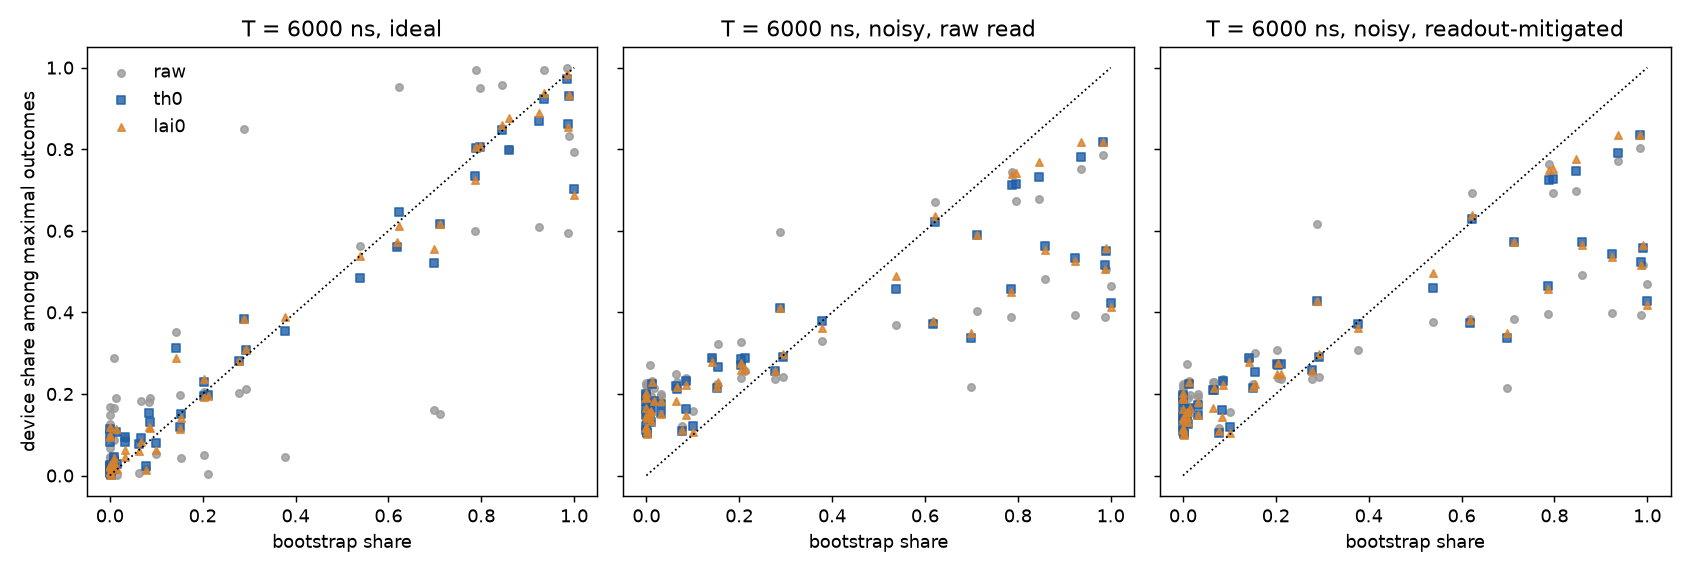 T = 6000 ns, ideal
T = 6000 ns, noisy, raw read
T = 6000 ns, noisy, readout-mitigated
device share among maximal outcomes
1.0
0.8
0.6
0.4
0.2
0.0
raw
th0
lai0
0.0 0.2 0.4 0.6 0.8 1.0
0.0 0.2 0.4 0.6 0.8 1.0
0.0 0.2 0.4 0.6 0.8 1.0
bootstrap share
bootstrap share
bootstrap share